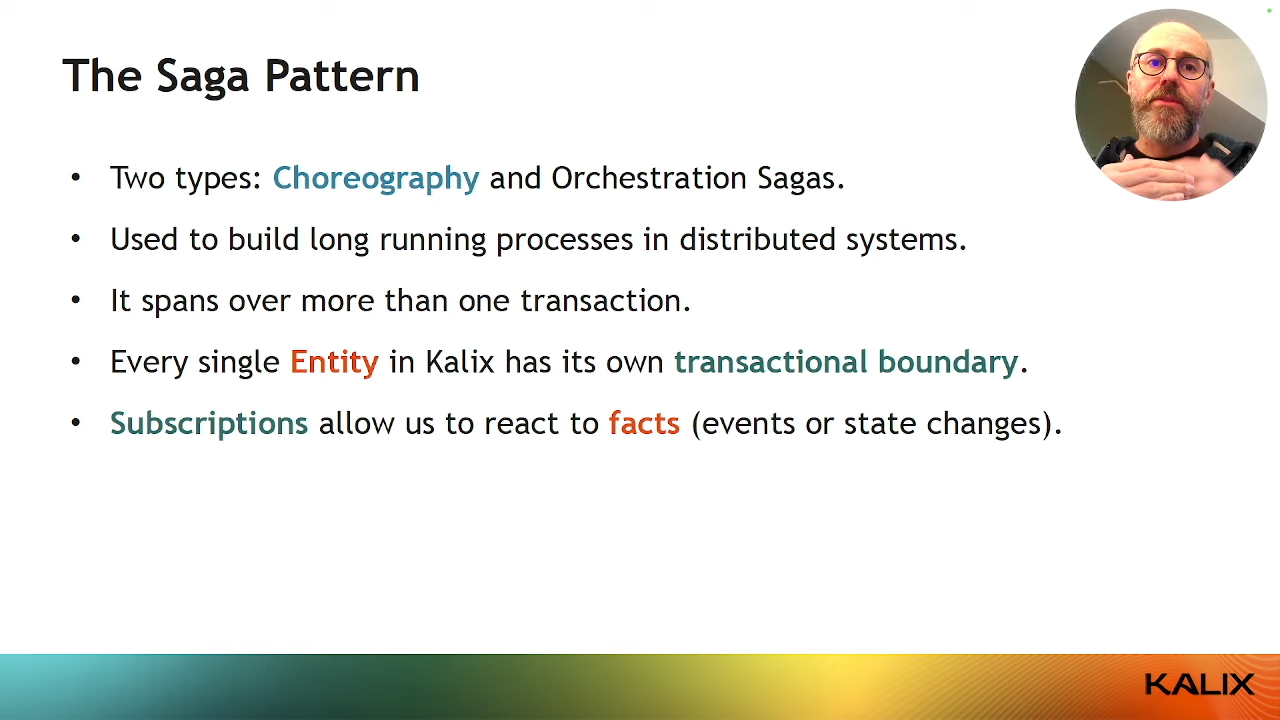 The Saga Pattern
• Two types: Choreography and Orchestration Sagas.
• Used to build long running processes in distributed systems.
• It spans over more than one transaction.
• Every single Entity in Kalix has its own transactional boundary.
• Subscriptions allow us to react to facts (events or state changes).
KALIX